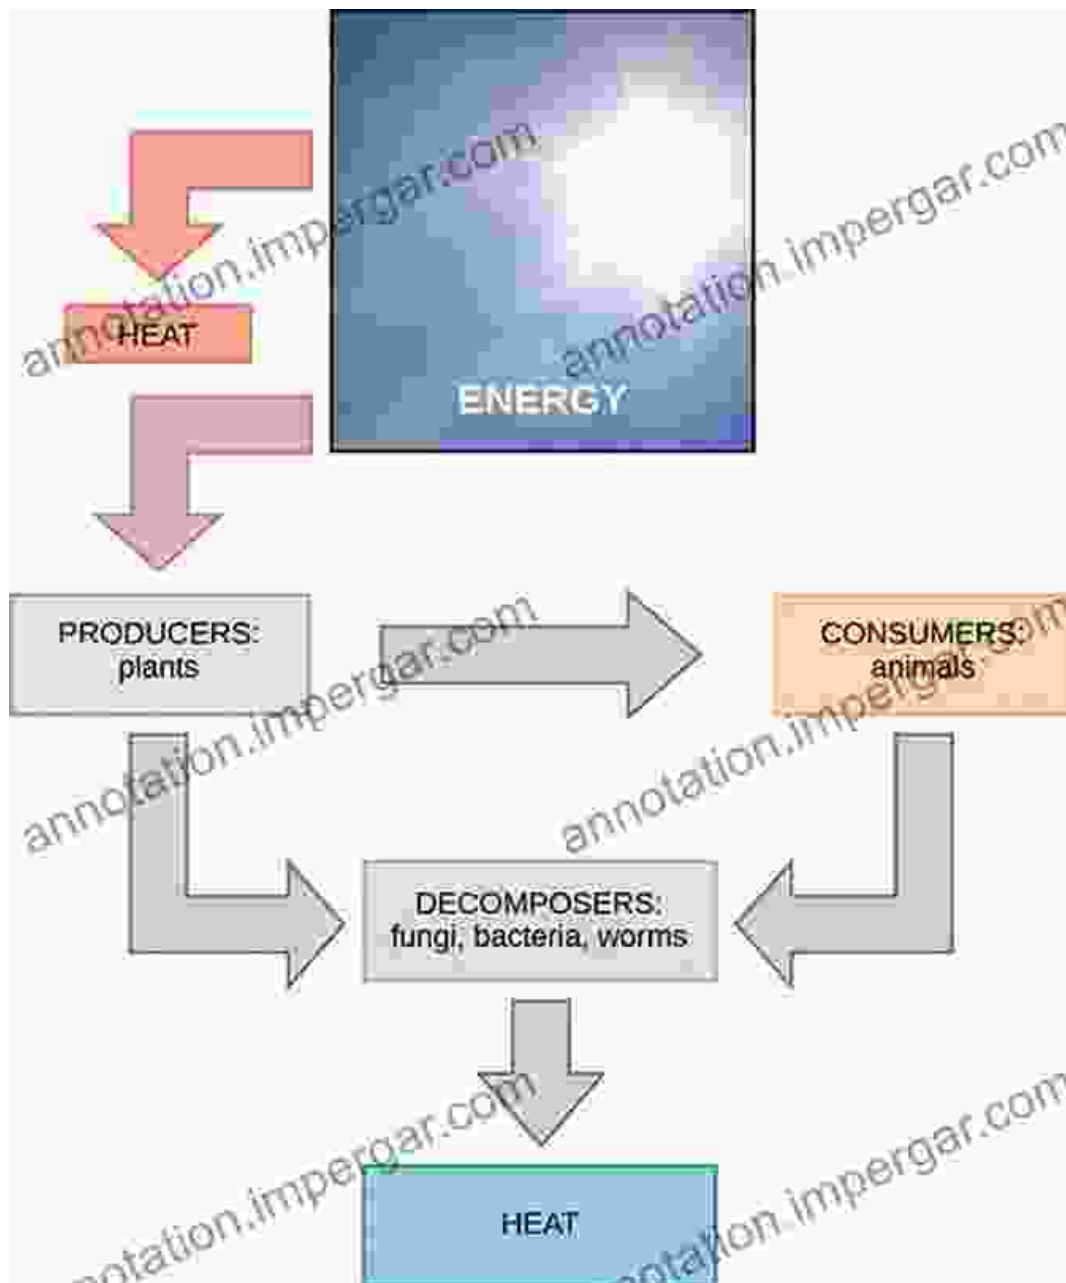 ENERGY
HEAT
PRODUCERS:
plants
CONSUMERS:
animals
DECOMPOSERS:
fungi, bacteria, worms
HEAT
annotation.impergar.com
annotation.impergar.com
annotation.impergar.com
annotation.impergar.com
annotation.impergar.com
annotation.impergar.com